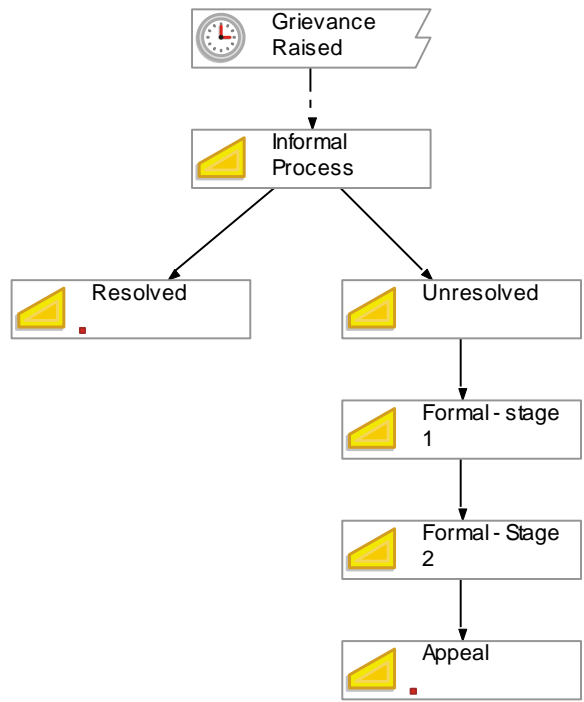 Grievance
Raised
Informal
Process
Resolved
Unresolved
Formal - stage
1
Formal - Stage
2
Appeal